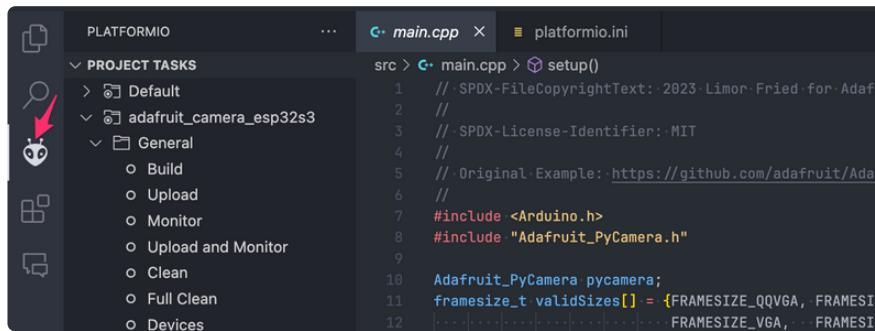 PLATFORMIO ···
PROJECT TASKS
Default
adafruit_camera_esp32s3
General
Build
Upload
Monitor
Upload and Monitor
Clean
Full Clean
Devices
main.cpp
platformio.ini
src > main.cpp > setup()
1 // SPDX-FileCopyrightText: 2023 Limor Fried for Adaf
2 //
3 // SPDX-License-Identifier: MIT
4 //
5 // Original Example: https://github.com/adafruit/Ada
6 //
7 #include <Arduino.h>
8 #include "Adafruit_PyCamera.h"
9
10 Adafruit_PyCamera pycamera;
11 framesize_t validSizes[] = {FRAMESIZE_QQVGA, FRAMESI
12 FRAMESIZE_VGA, FRAMESI